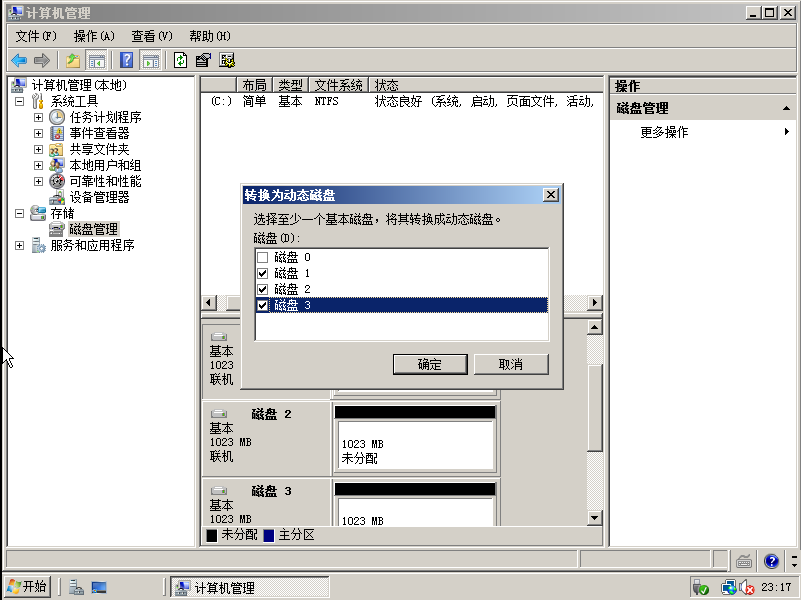 计算机管理
文件(F) 操作(A) 查看(V) 帮助(H)
计算机管理(本地)
系统工具
任务计划程序
事件查看器
共享文件夹
本地用户和组
可靠性和性能
设备管理器
存储
磁盘管理
服务和应用程序
布局 类型 文件系统 状态
(C:) 简单 基本 NTFS 状态良好 (系统, 启动, 页面文件, 活动,
操作
磁盘管理
更多操作
转换为动态磁盘
选择至少一个基本磁盘，将其转换成动态磁盘。
磁盘(D):
磁盘 0
磁盘 1
磁盘 2
磁盘 3
确定 取消
基本
1023
联机
磁盘 2
基本
1023 MB
联机
1023 MB
未分配
磁盘 3
基本
1023 MB
1023 MB
未分配 主分区
开始 计算机管理 23:17